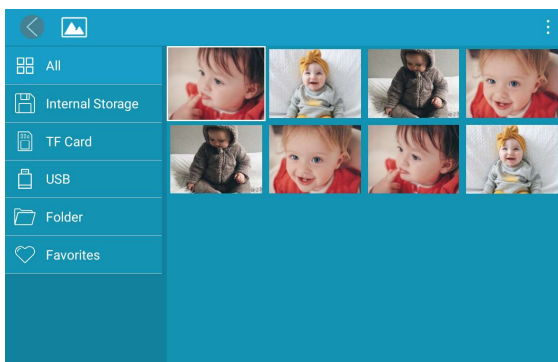 All
Internal Storage
TF Card
USB
Folder
Favorites